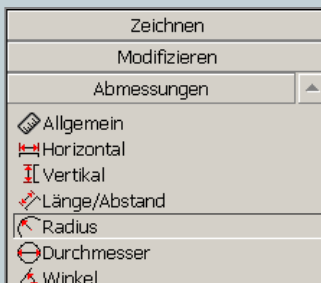 Zeichnen
Modifizieren
Abmessungen
Allgemein
Horizontal
Vertikal
Länge/Abstand
Radius
Durchmesser
Winkel